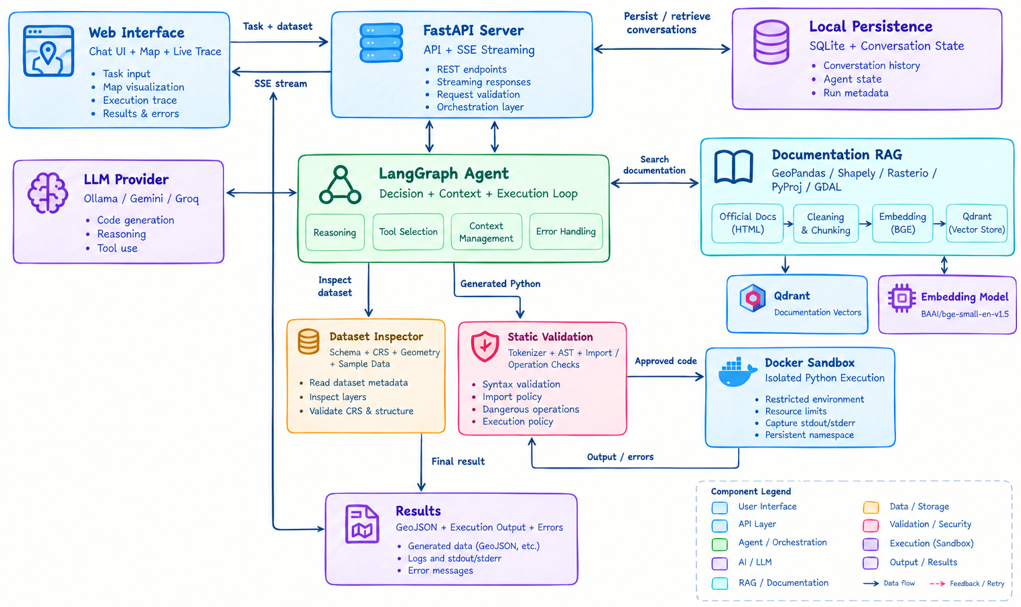 Web Interface
Chat UI + Map + Live Trace
• Task input
• Map visualization
• Execution trace
• Results & errors
Task + dataset
SSE stream
FastAPI Server
API + SSE Streaming
• REST endpoints
• Streaming responses
• Request validation
• Orchestration layer
Persist / retrieve
conversations
Local Persistence
SQLite + Conversation State
• Converstation history
• Agent state
• Run metadata
LLM Provider
Ollama / Gemini / Groq
• Code generation
• Reasoning
• Tool use
LangGraph Agent
Decision + Context + Execution Loop
Reasoning
Tool Selection
Context
Management
Error Handling
Search
documentation
Documentation RAG
GeoPandas / Shapely / Rasterio /
PyProj / GDAL
Official Docs
(HTML)
Cleaning
& Chunking
Embedding
(BGE)
Qdrant
(Vector Store)
Qdrant
Documentation Vectors
Embedding Model
BAAI/bge-small-en-v1.5
Inspect
dataset
Generated Python
Dataset Inspector
Schema + CRS + Geometry
+ Sample Data
• Read dataset metadata
• Inspect layers
• Validate CRS & structure
Static Validation
Tokenizer + AST + Import /
Operation Checks
• Syntax validation
• Import policy
• Dangerous operations
• Execution policy
Approved code
Docker Sandbox
Isolated Python Execution
• Restricted environment
• Resource limits
• Capture stdout/stderr
• Persistent namespace
Output / errors
Final result
Results
GeoJSON + Execution Output + Errors
• Generated data (GeoJSON, etc.)
• Logs and stdout/stderr
• Error messages
Component Legend
User Interface
API Layer
Agent / Orchestration
AI / LLM
RAG / Documentation
Data / Storage
Validation / Security
Execution (Sandbox)
Output / Results
Data flow
Feedback / Retry